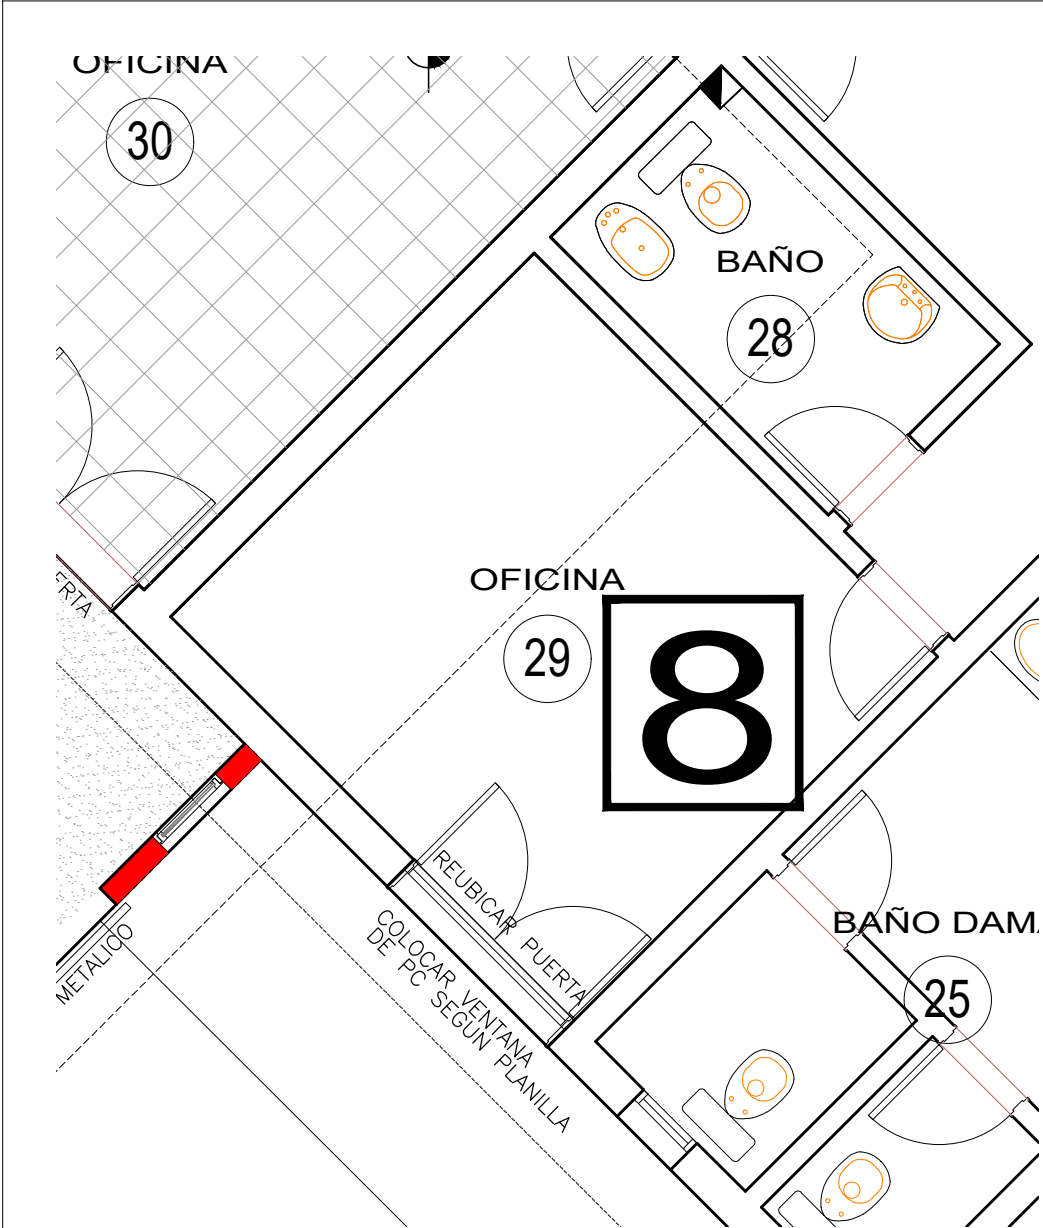 OFICINA
30
BAÑO
28
OFICINA
29
8
ERTA
REUBICAR PUERTA
COLOCAR VENTANA
DE PC SEGUN PLANILLA
METALICO
BAÑO DAMA
25